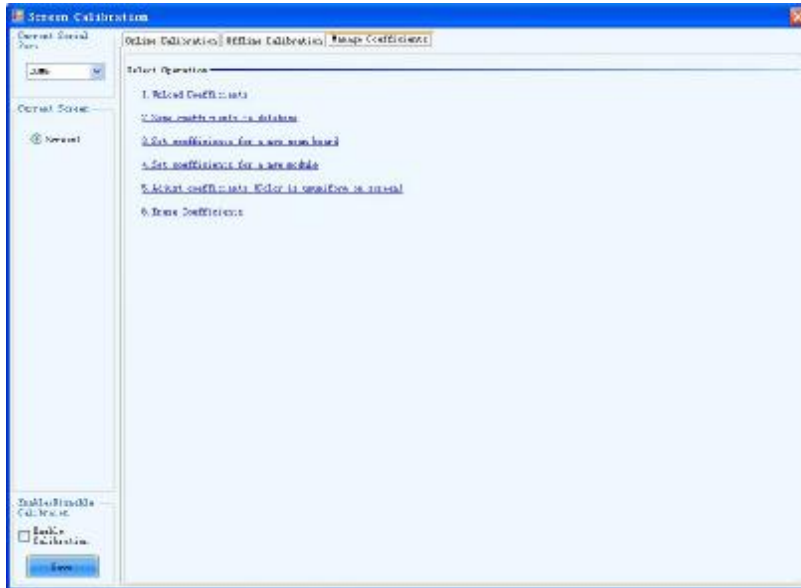 Screen Calibration
Current Serial Port
Online Calibration Offline Calibration Manage Coefficients
Select Operation
1.Upload Coefficients
Current Screen
2.Save coefficients to database
3.Set coefficients for a new scan board
4.Set coefficients for a new module
5.Adjust coefficients (Color is ununiform on screen)
6.Erase Coefficients
Enable/Disable
Calibration
Enable
Calibration
Save